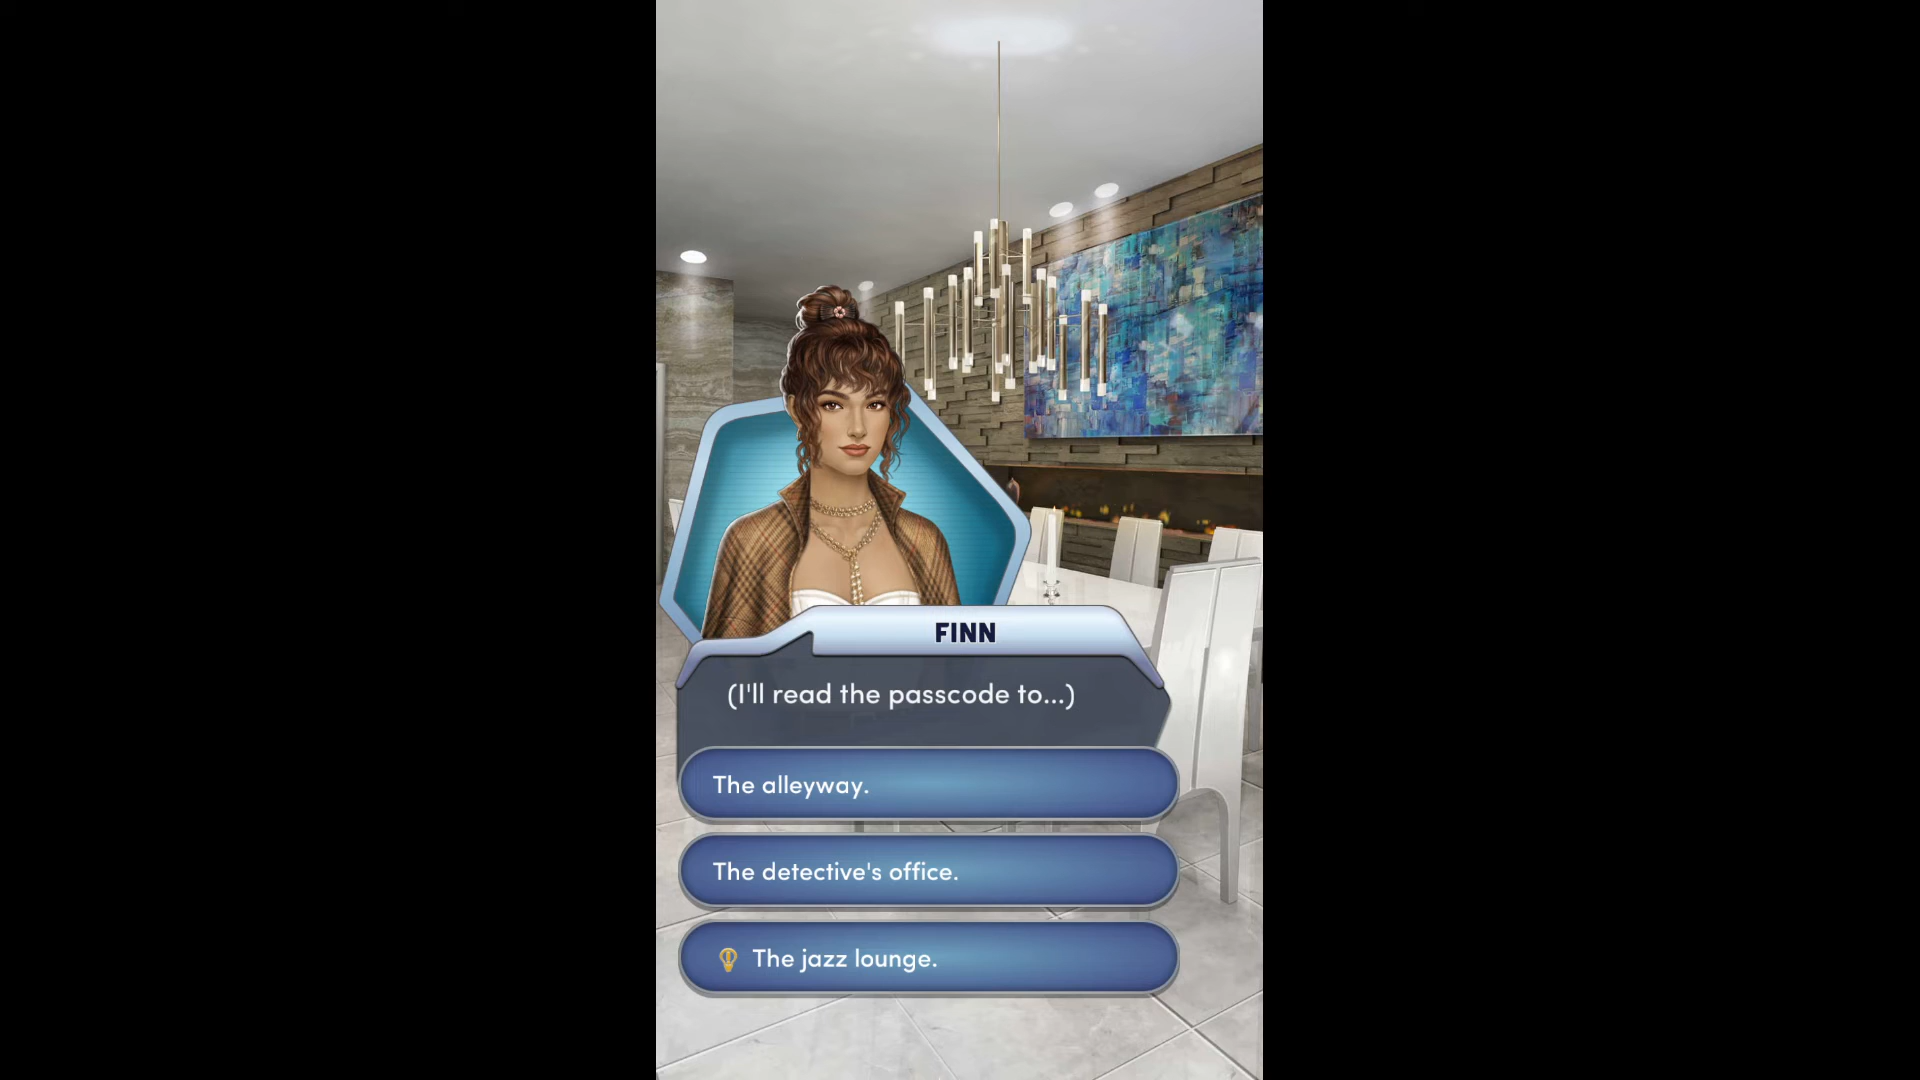 FINN
(I'll read the passcode to...)
The alleyway.
The detective's office.
The jazz lounge.